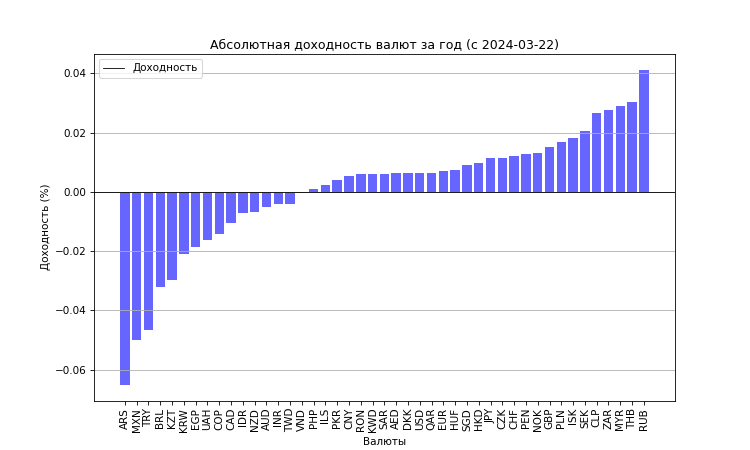 Абсолютная доходность валют за год (с 2024-03-22)
Доходность
0.04
0.02
0.00
−0.02
−0.04
−0.06
Доходность (%)
ARS
MXN
TRY
BRL
KZT
KRW
EGP
UAH
COP
CAD
IDR
NZD
AUD
INR
TWD
VND
PHP
ILS
PKR
CNY
RON
KWD
SAR
AED
DKK
USD
QAR
EUR
HUF
SGD
HKD
JPY
CZK
CHF
PEN
NOK
GBP
PLN
ISK
SEK
CLP
ZAR
MYR
THB
RUB
Валюты